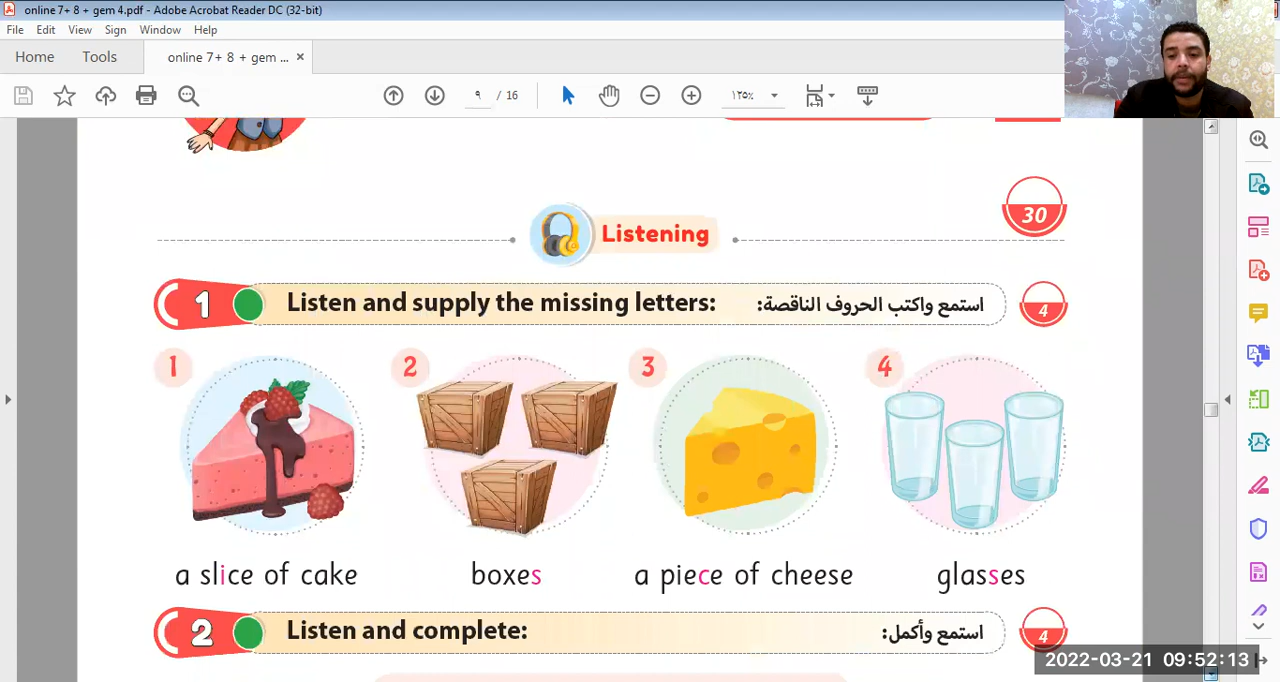 online 7+ 8 + gem 4.pdf - Adobe Acrobat Reader DC (32-bit)
File Edit View Sign Window Help
Home Tools online 7+ 8 + gem ... ×
٩ / 16 ١٢٥٪
30
Listening
1 Listen and supply the missing letters: استمع واكتب الحروف الناقصة: 4
1 2 3 4
a slice of cake boxes a piece of cheese glasses
2 Listen and complete: استمع وأكمل: 4
2022-03-21 09:52:13